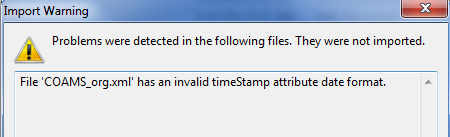 Import Warning
Problems were detected in the following files. They were not imported.
File 'COAMS_org.xml' has an invalid timeStamp attribute date format.